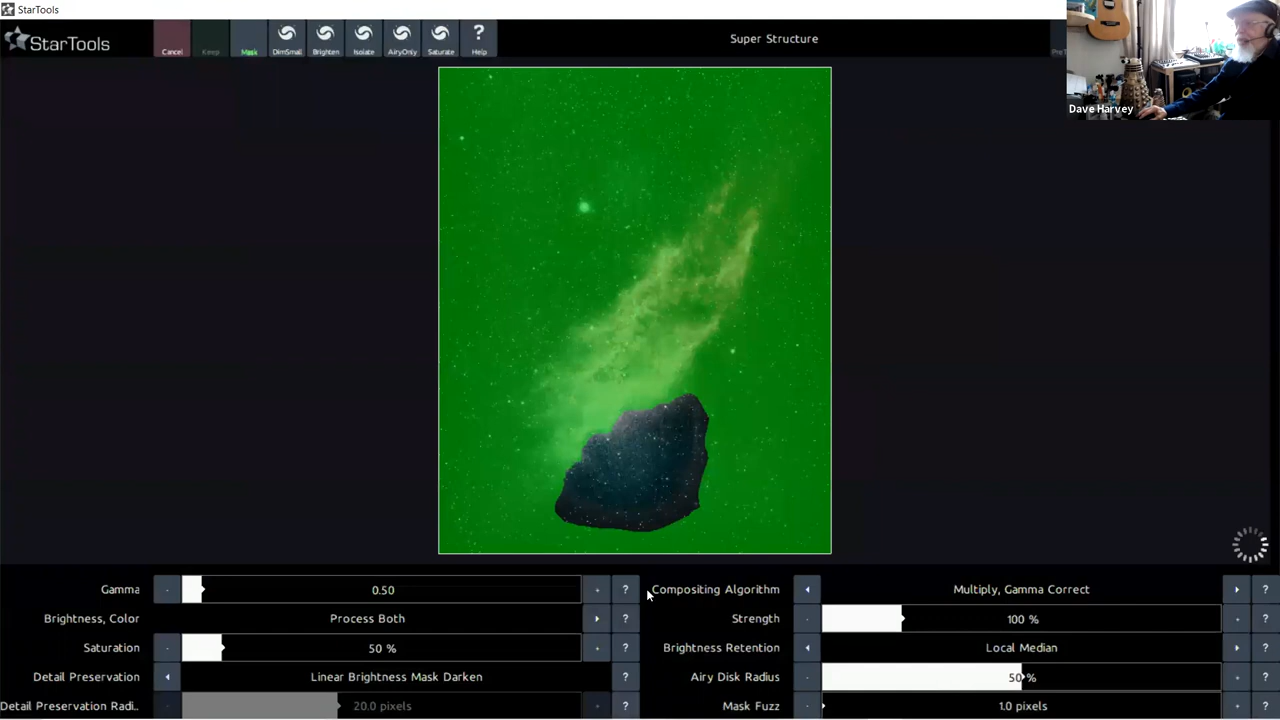 StarTools
StarTools
Cancel
Keep
Mask
DimSmall
Brighten
Isolate
AiryOnly
Saturate
?
Help
Super Structure
Dave Harvey
Gamma
-
0.50
+
?
Compositing Algorithm
Multiply, Gamma Correct
?
Brightness, Color
Process Both
?
Strength
-
100 %
+
?
Saturation
-
50 %
+
?
Brightness Retention
Local Median
?
Detail Preservation
Linear Brightness Mask Darken
?
Airy Disk Radius
-
50 %
+
?
Detail Preservation Radi..
-
20.0 pixels
+
?
Mask Fuzz
-
1.0 pixels
+
?